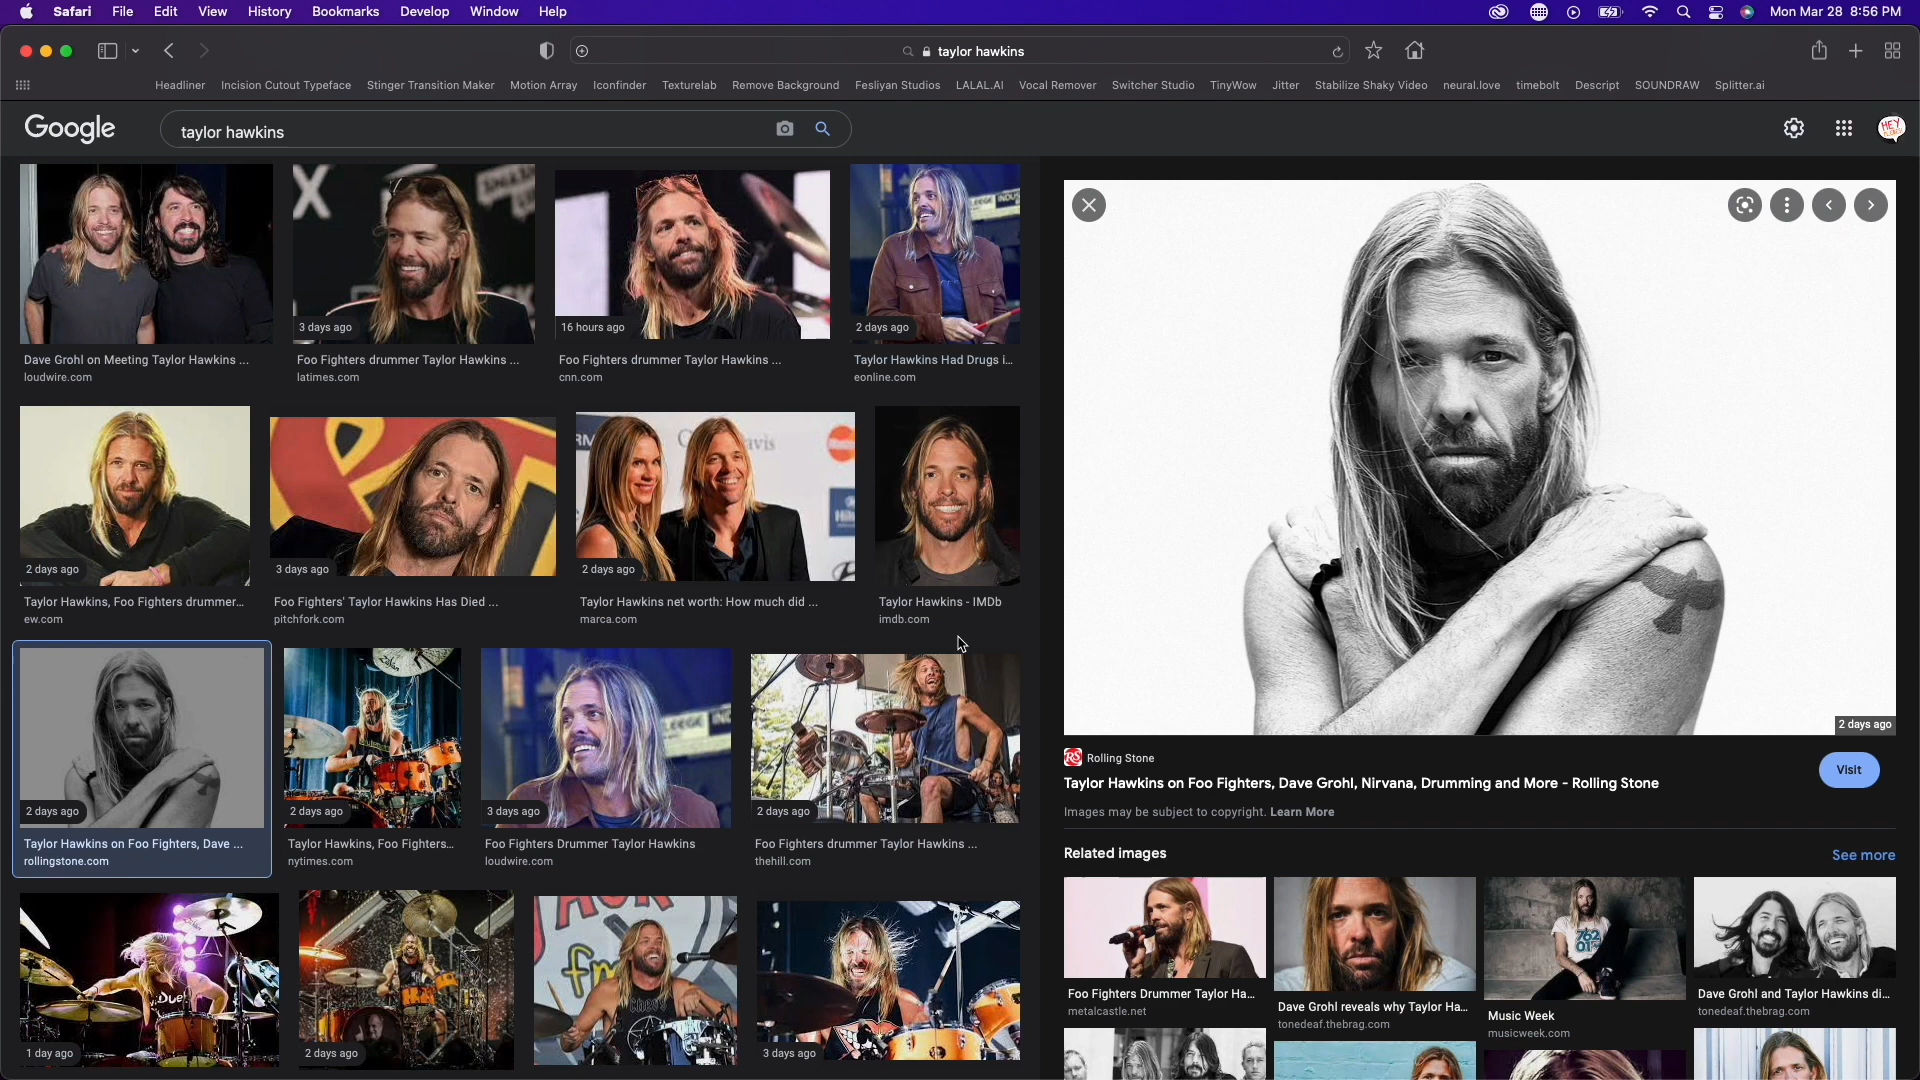 Safari File Edit View History Bookmarks Develop Window Help Mon Mar 28 8:56 PM
taylor hawkins
Headliner Incision Cutout Typeface Stinger Transition Maker Motion Array Iconfinder Texturelab Remove Background Fesliyan Studios LALAL.AI Vocal Remover Switcher Studio TinyWow Jitter Stabilize Shaky Video neural.love timebolt Descript SOUNDRAW Splitter.ai
Google taylor hawkins HEY
3 days ago 16 hours ago 2 days ago
Dave Grohl on Meeting Taylor Hawkins ... Foo Fighters drummer Taylor Hawkins ... Foo Fighters drummer Taylor Hawkins ... Taylor Hawkins Had Drugs i...
loudwire.com latimes.com cnn.com eonline.com
2 days ago 3 days ago 2 days ago
Taylor Hawkins, Foo Fighters drummer... Foo Fighters' Taylor Hawkins Has Died ... Taylor Hawkins net worth: How much did ... Taylor Hawkins - IMDb
ew.com pitchfork.com marca.com imdb.com
2 days ago 2 days ago 3 days ago 2 days ago
Taylor Hawkins on Foo Fighters, Dave ... Taylor Hawkins, Foo Fighters... Foo Fighters Drummer Taylor Hawkins Foo Fighters drummer Taylor Hawkins ...
rollingstone.com nytimes.com loudwire.com thehill.com
1 day ago 2 days ago 3 days ago
2 days ago
RS Rolling Stone
Taylor Hawkins on Foo Fighters, Dave Grohl, Nirvana, Drumming and More - Rolling Stone
Visit
Images may be subject to copyright. Learn More
Related images See more
Foo Fighters Drummer Taylor Ha... Dave Grohl reveals why Taylor Ha... Music Week Dave Grohl and Taylor Hawkins di...
metalcastle.net tonedeaf.thebrag.com musicweek.com tonedeaf.thebrag.com